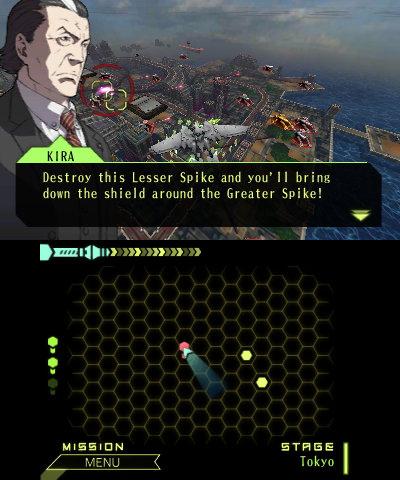 KIRA
Destroy this Lesser Spike and you'll bring
down the shield around the Greater Spike!
MISSION
MENU
STAGE
Tokyo